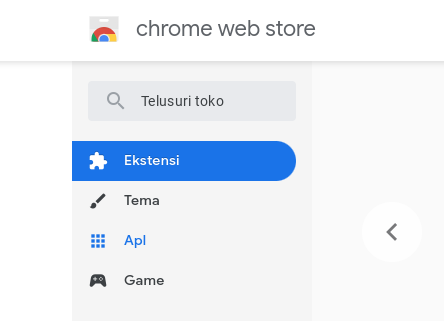 chrome web store
Telusuri toko
Ekstensi
Tema
Apl
Game